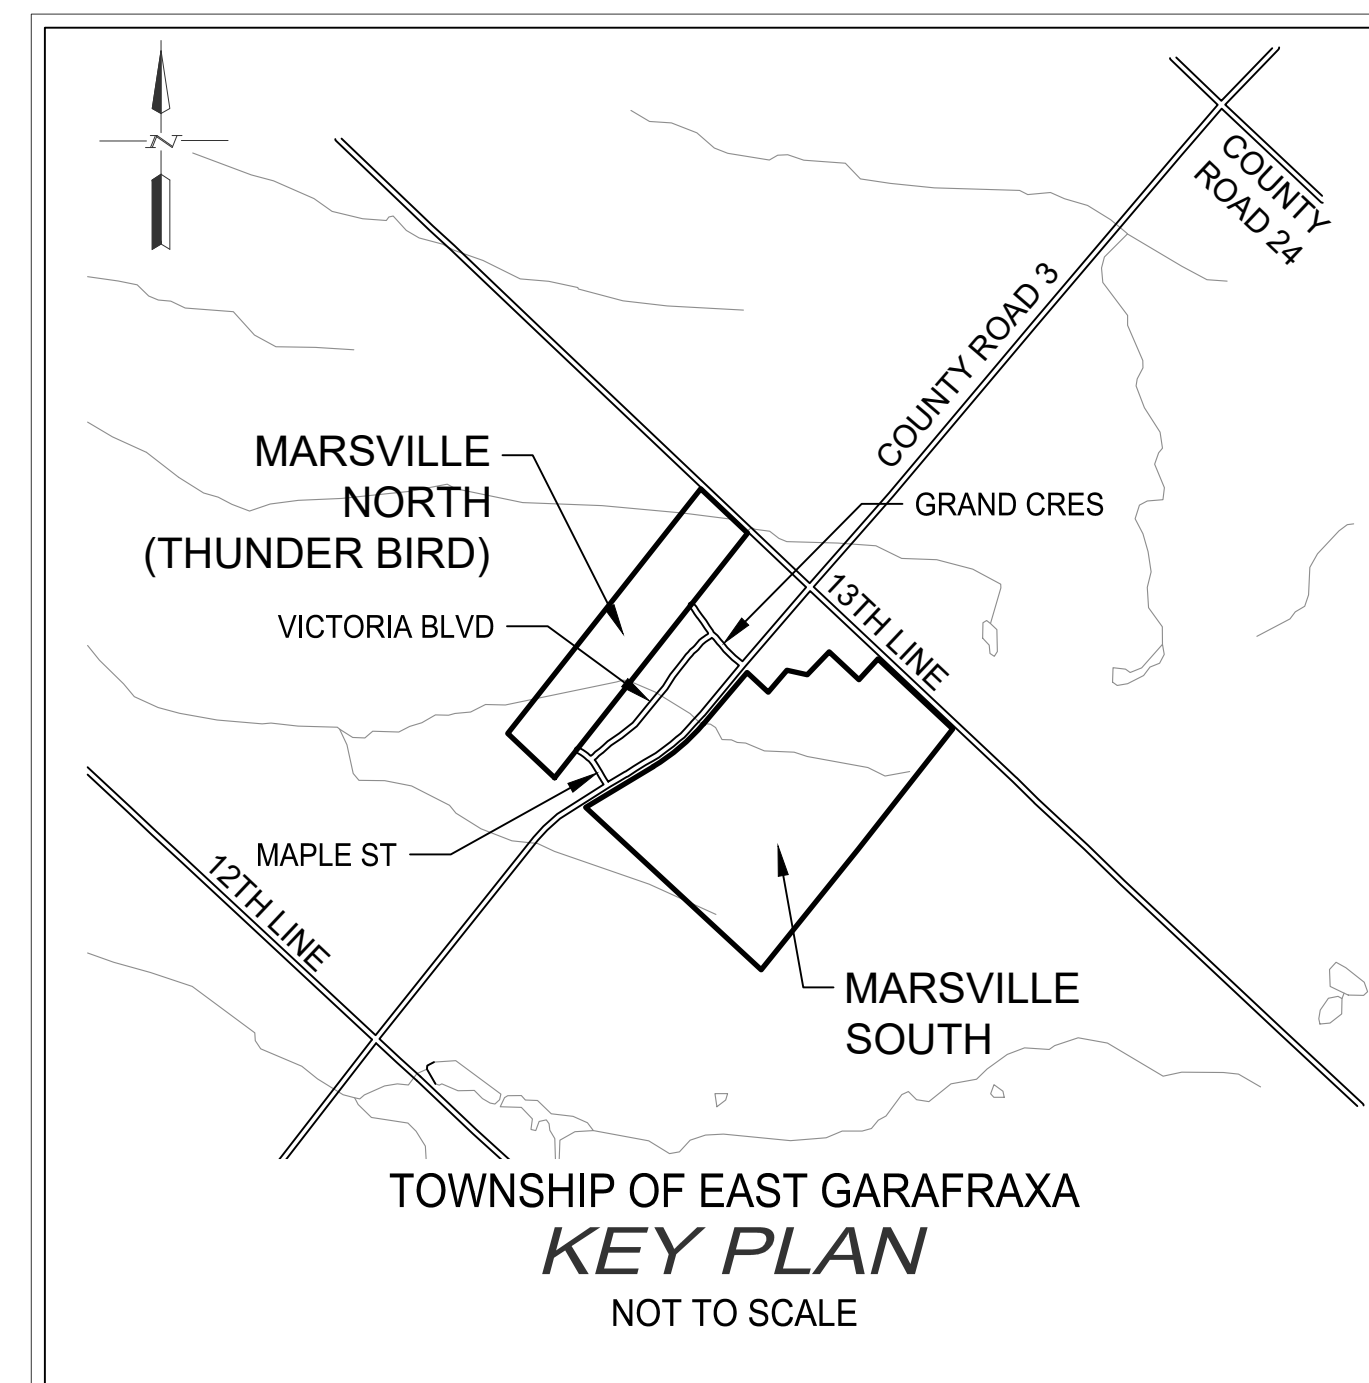 N
COUNTY
ROAD 24
COUNTY ROAD 3
MARSVILLE
NORTH
(THUNDER BIRD)
GRAND CRES
13TH LINE
VICTORIA BLVD
MAPLE ST
12TH LINE
MARSVILLE
SOUTH
TOWNSHIP OF EAST GARAFRAXA
KEY PLAN
NOT TO SCALE